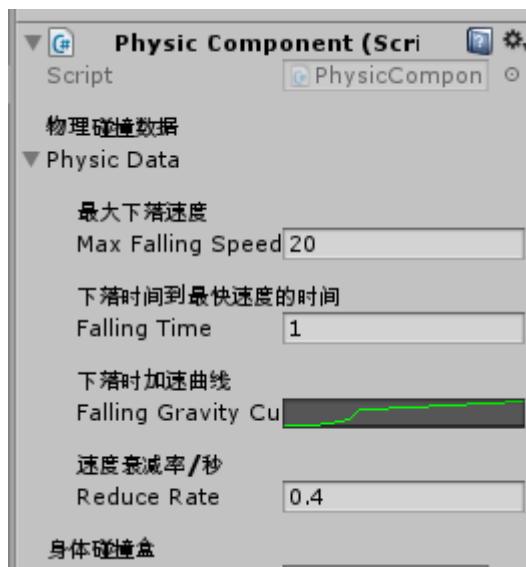 Physic Component (Scri
Script PhysicCompon
物理碰撞数据
Physic Data
最大下落速度
Max Falling Speed 20
下落时间到最快速度的时间
Falling Time 1
下落时加速曲线
Falling Gravity Cu
速度衰减率/秒
Reduce Rate 0.4
身体碰撞盒